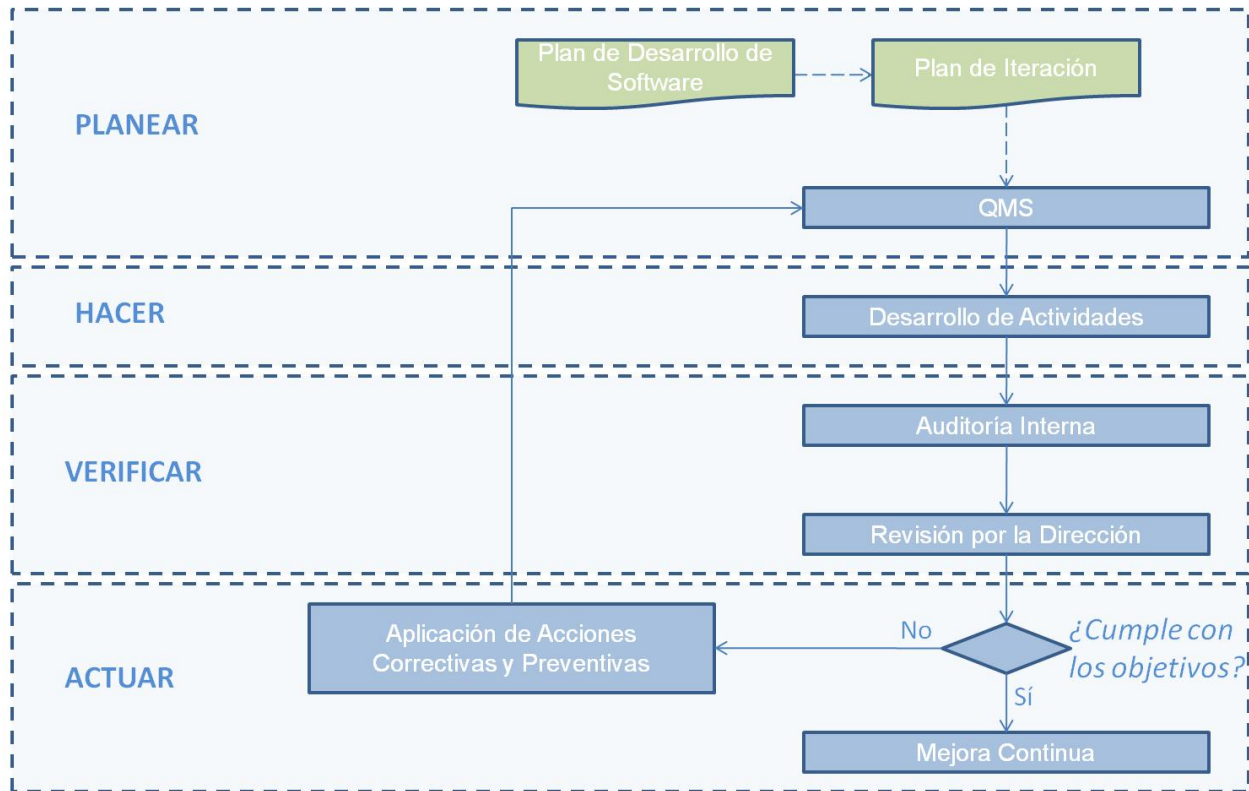 Plan de Desarrollo de
Software
Plan de Iteración
PLANEAR
QMS
HACER
Desarrollo de Actividades
Auditoría Interna
VERIFICAR
Revisión por la Dirección
Aplicación de Acciones
Correctivas y Preventivas
No
¿Cumple con
los objetivos?
ACTUAR
Sí
Mejora Continua